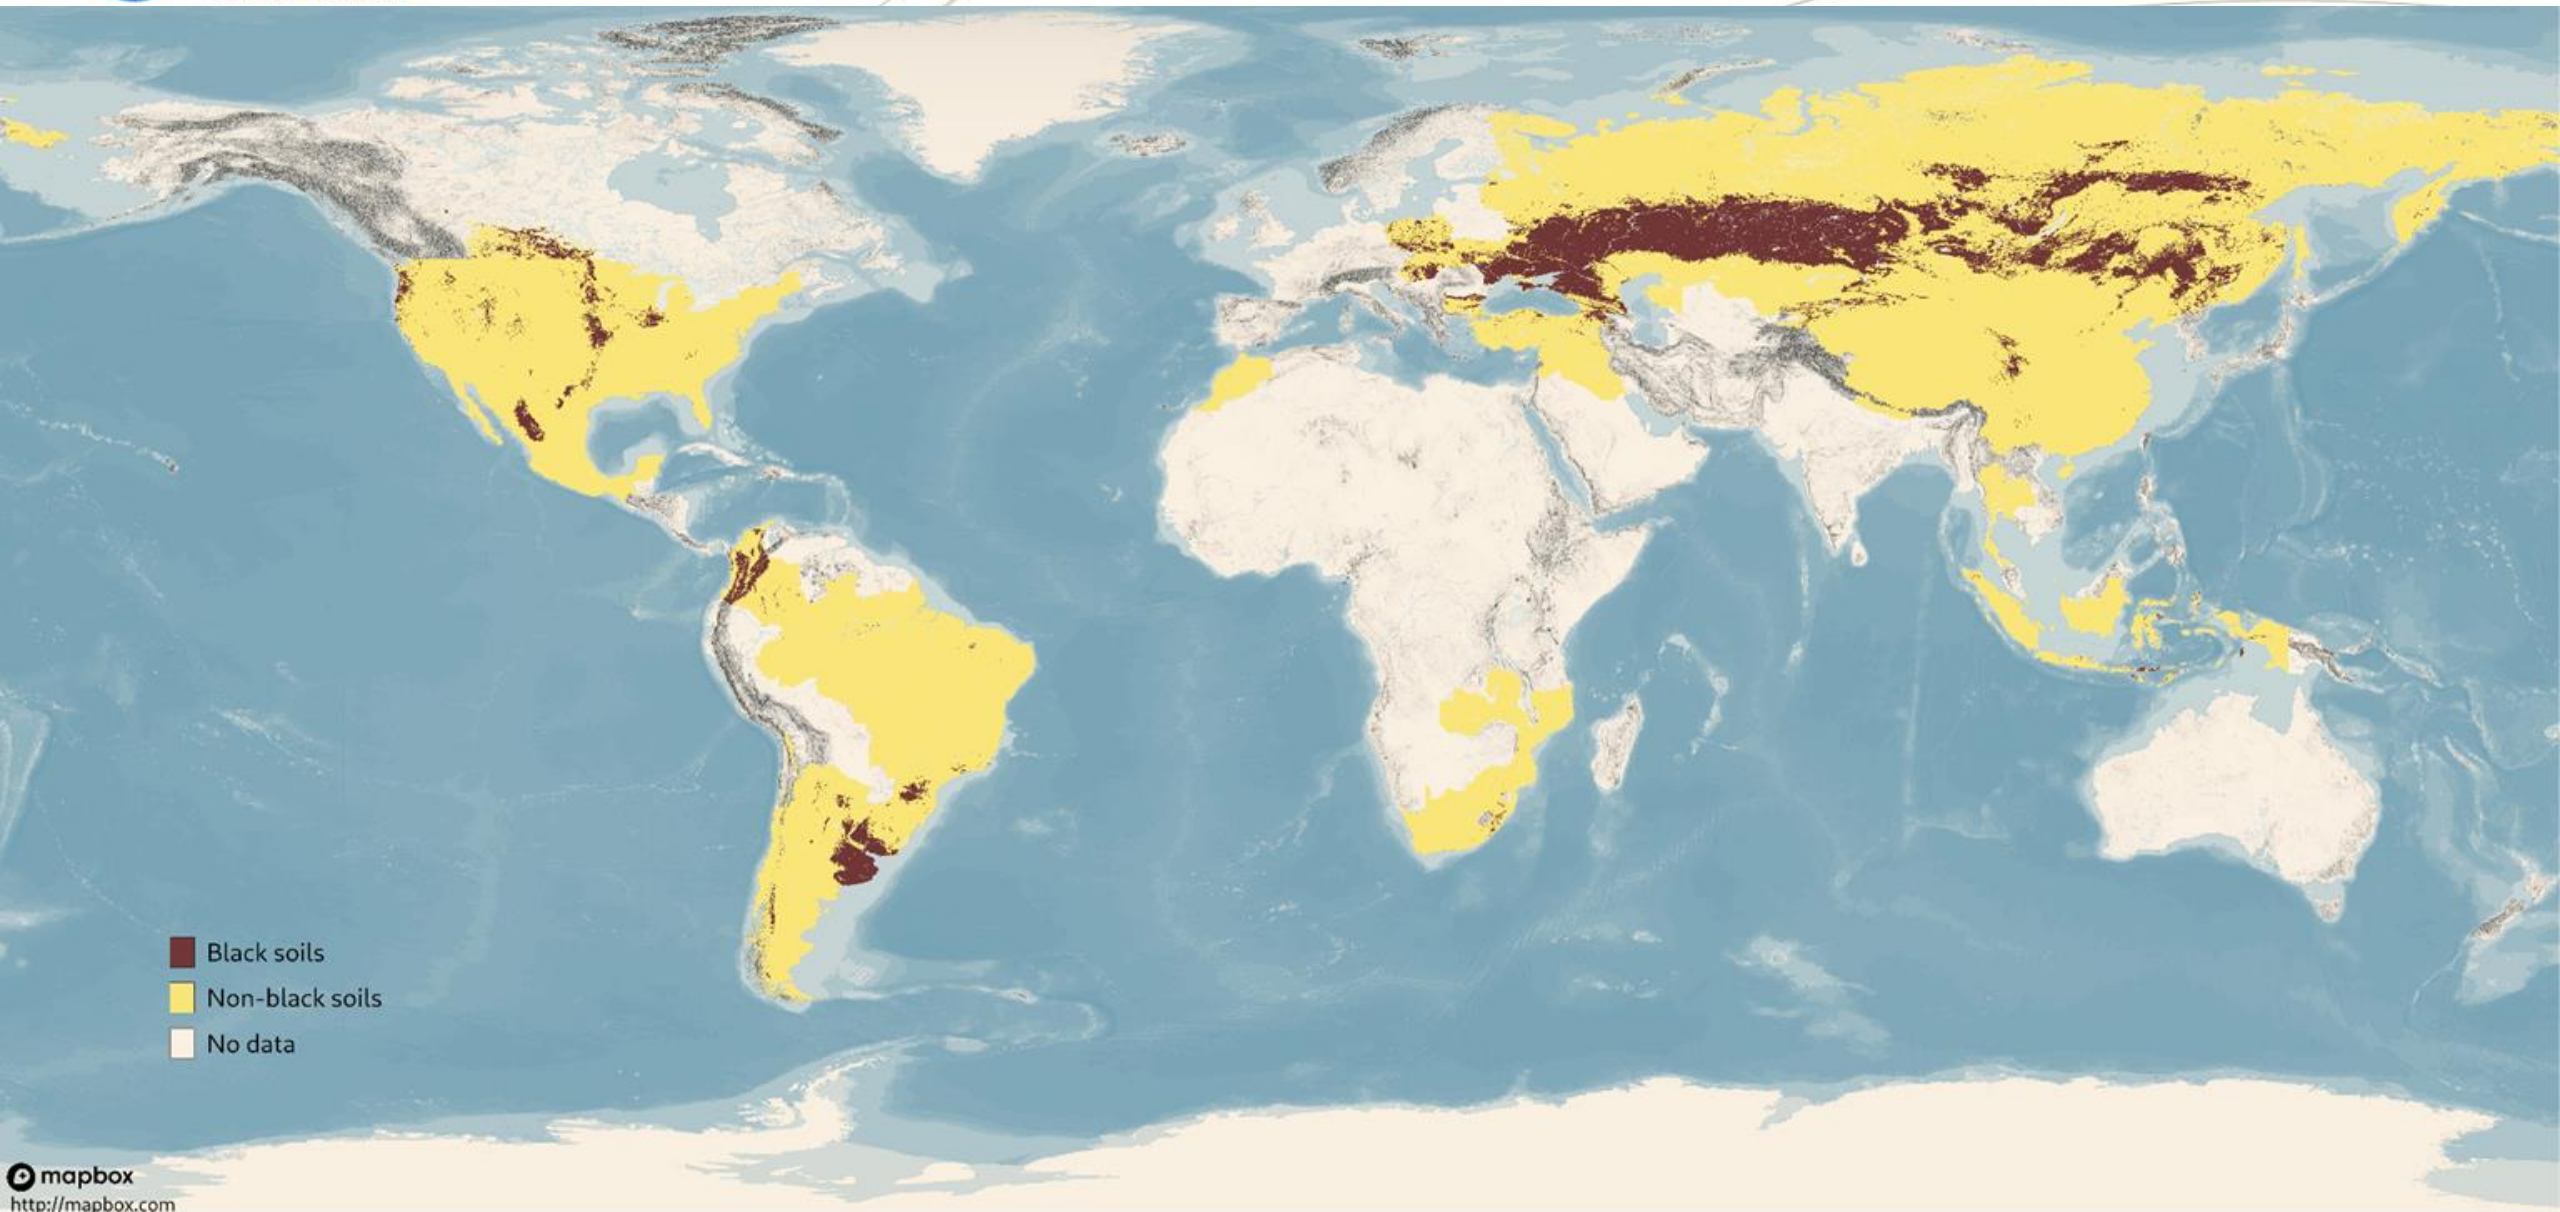 Black soils
Non-black soils
No data
mapbox
http://mapbox.com